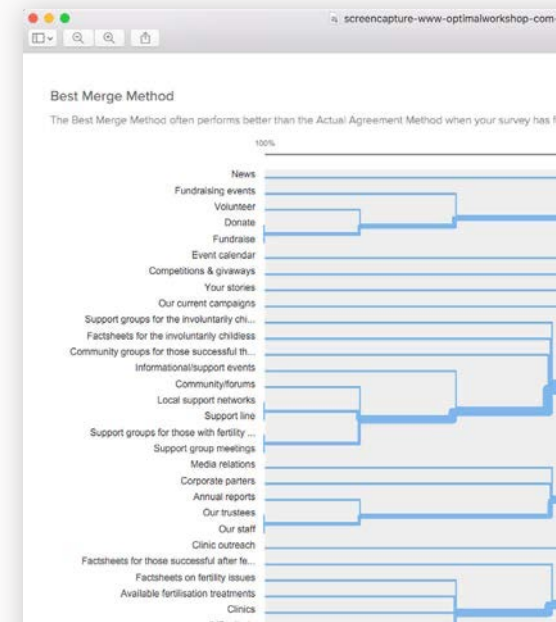 screencapture-www-optimalworkshop-com-
Best Merge Method
The Best Merge Method often performs better than the Actual Agreement Method when your survey has f
100%
News
Fundraising events
Volunteer
Donate
Fundraise
Event calendar
Competitions & givaways
Your stories
Our current campaigns
Support groups for the involuntarily chi...
Factsheets for the involuntarily childless
Community groups for those successful th...
Informational/support events
Community/forums
Local support networks
Support line
Support groups for those with fertility ...
Support group meetings
Media relations
Corporate parters
Annual reports
Our trustees
Our staff
Clinic outreach
Factsheets for those successful after fe...
Factsheets on fertility issues
Available fertilisation treatments
Clinics